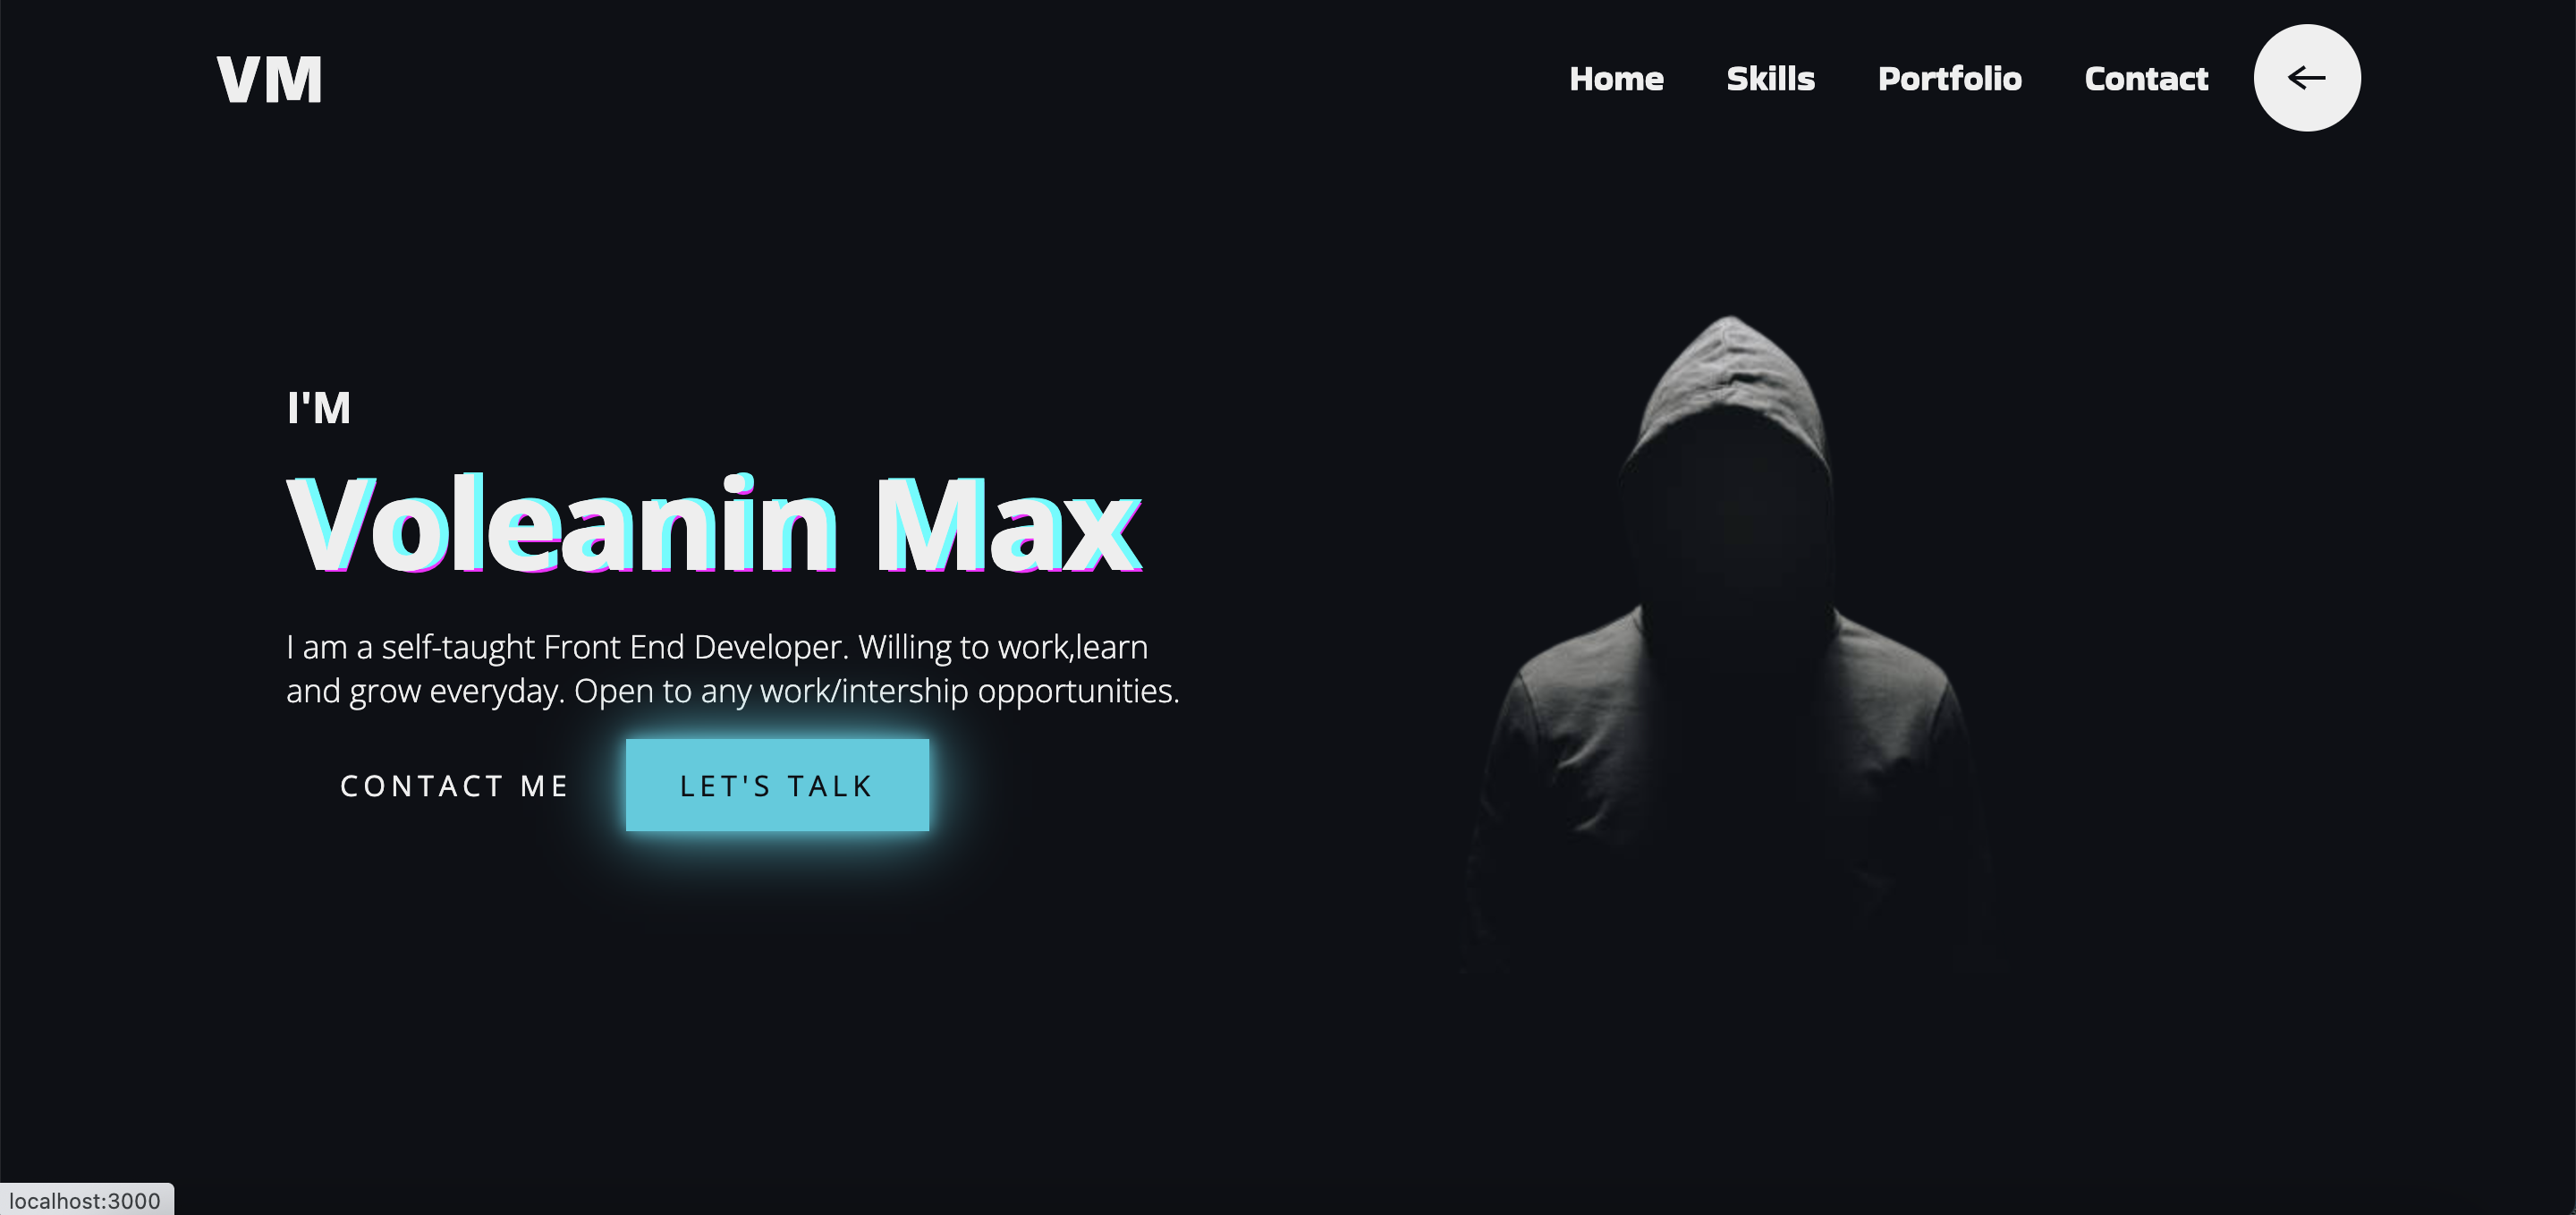 VM
Home Skills Portfolio Contact
I'M
Voleanin Max
I am a self-taught Front End Developer. Willing to work,learn
and grow everyday. Open to any work/intership opportunities.
CONTACT ME LET'S TALK
localhost:3000